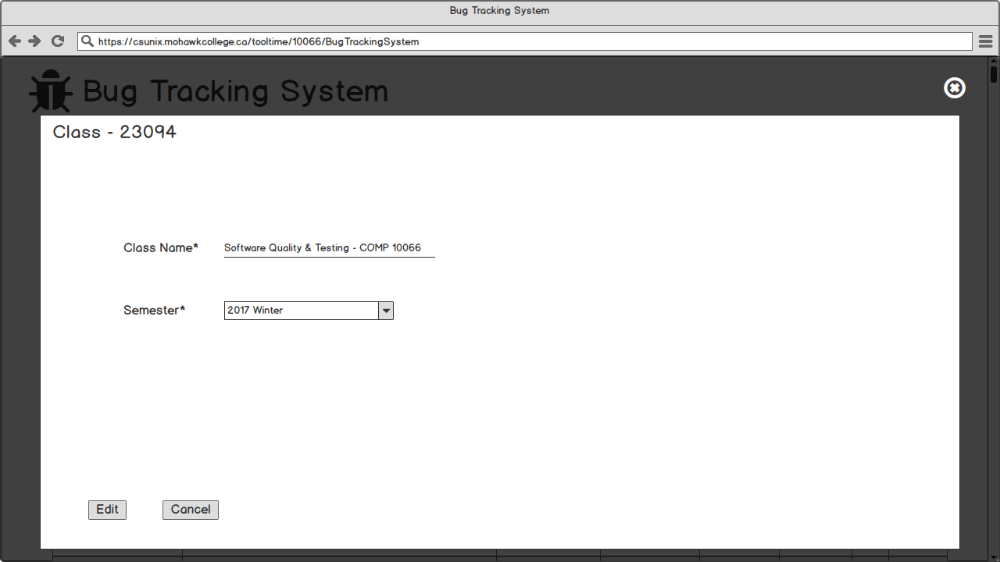 Bug Tracking System
https://csunix.mohawkcollege.ca/tooltime/10066/BugTrackingSystem
Bug Tracking System
Class - 23094
Class Name* Software Quality & Testing - COMP 10066
Semester* 2017 Winter
Edit Cancel